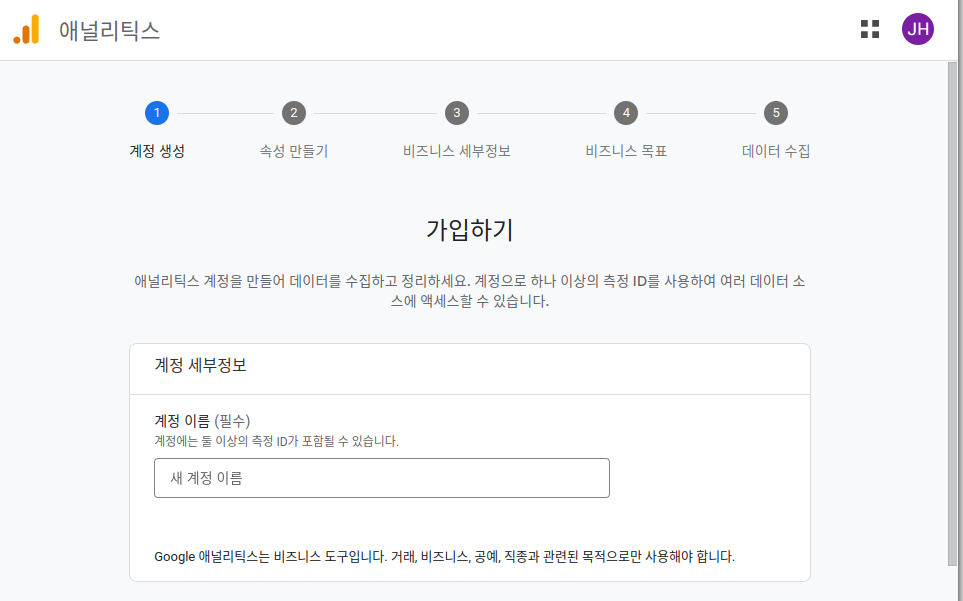 애널리틱스
JH
1
2
3
4
5
계정 생성
속성 만들기
비즈니스 세부정보
비즈니스 목표
데이터 수집
가입하기
애널리틱스 계정을 만들어 데이터를 수집하고 정리하세요. 계정으로 하나 이상의 측정 ID를 사용하여 여러 데이터 소
스에 액세스할 수 있습니다.
계정 세부정보
계정 이름 (필수)
계정에는 둘 이상의 측정 ID가 포함될 수 있습니다.
새 계정 이름
Google 애널리틱스는 비즈니스 도구입니다. 거래, 비즈니스, 공예, 직종과 관련된 목적으로만 사용해야 합니다.